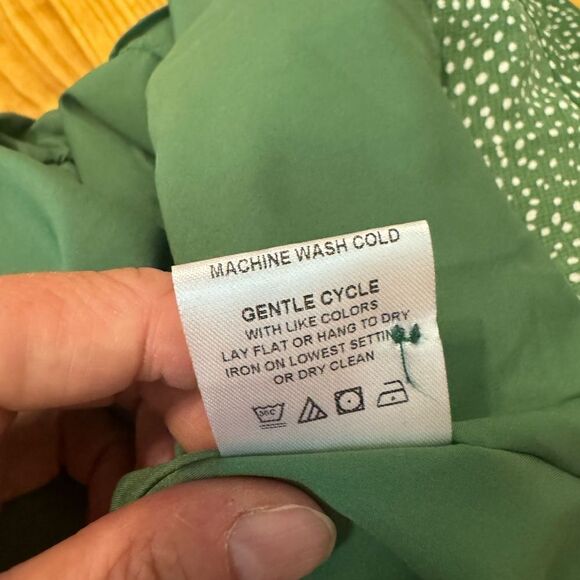 MACHINE WASH COLD
GENTLE CYCLE
WITH LIKE COLORS
LAY FLAT OR HANG TO DRY
IRON ON LOWEST SETTING
OR DRY CLEAN
30C